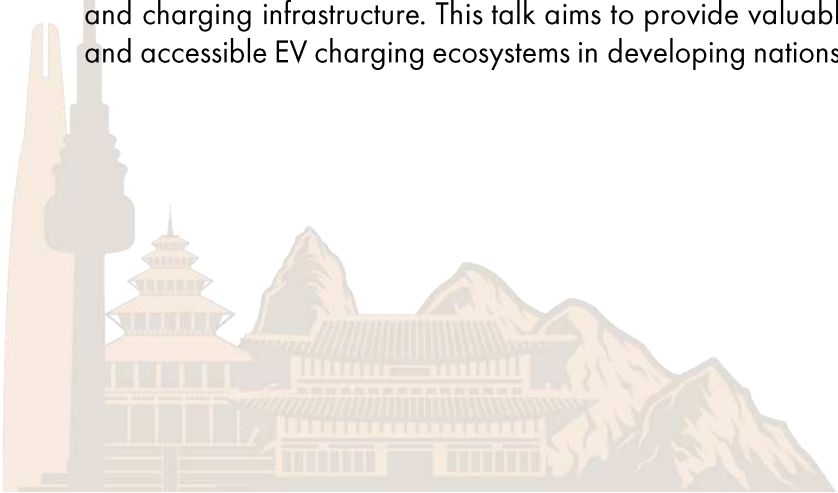 and charging infrastructure. This talk aims to provide valuabl
and accessible EV charging ecosystems in developing nations